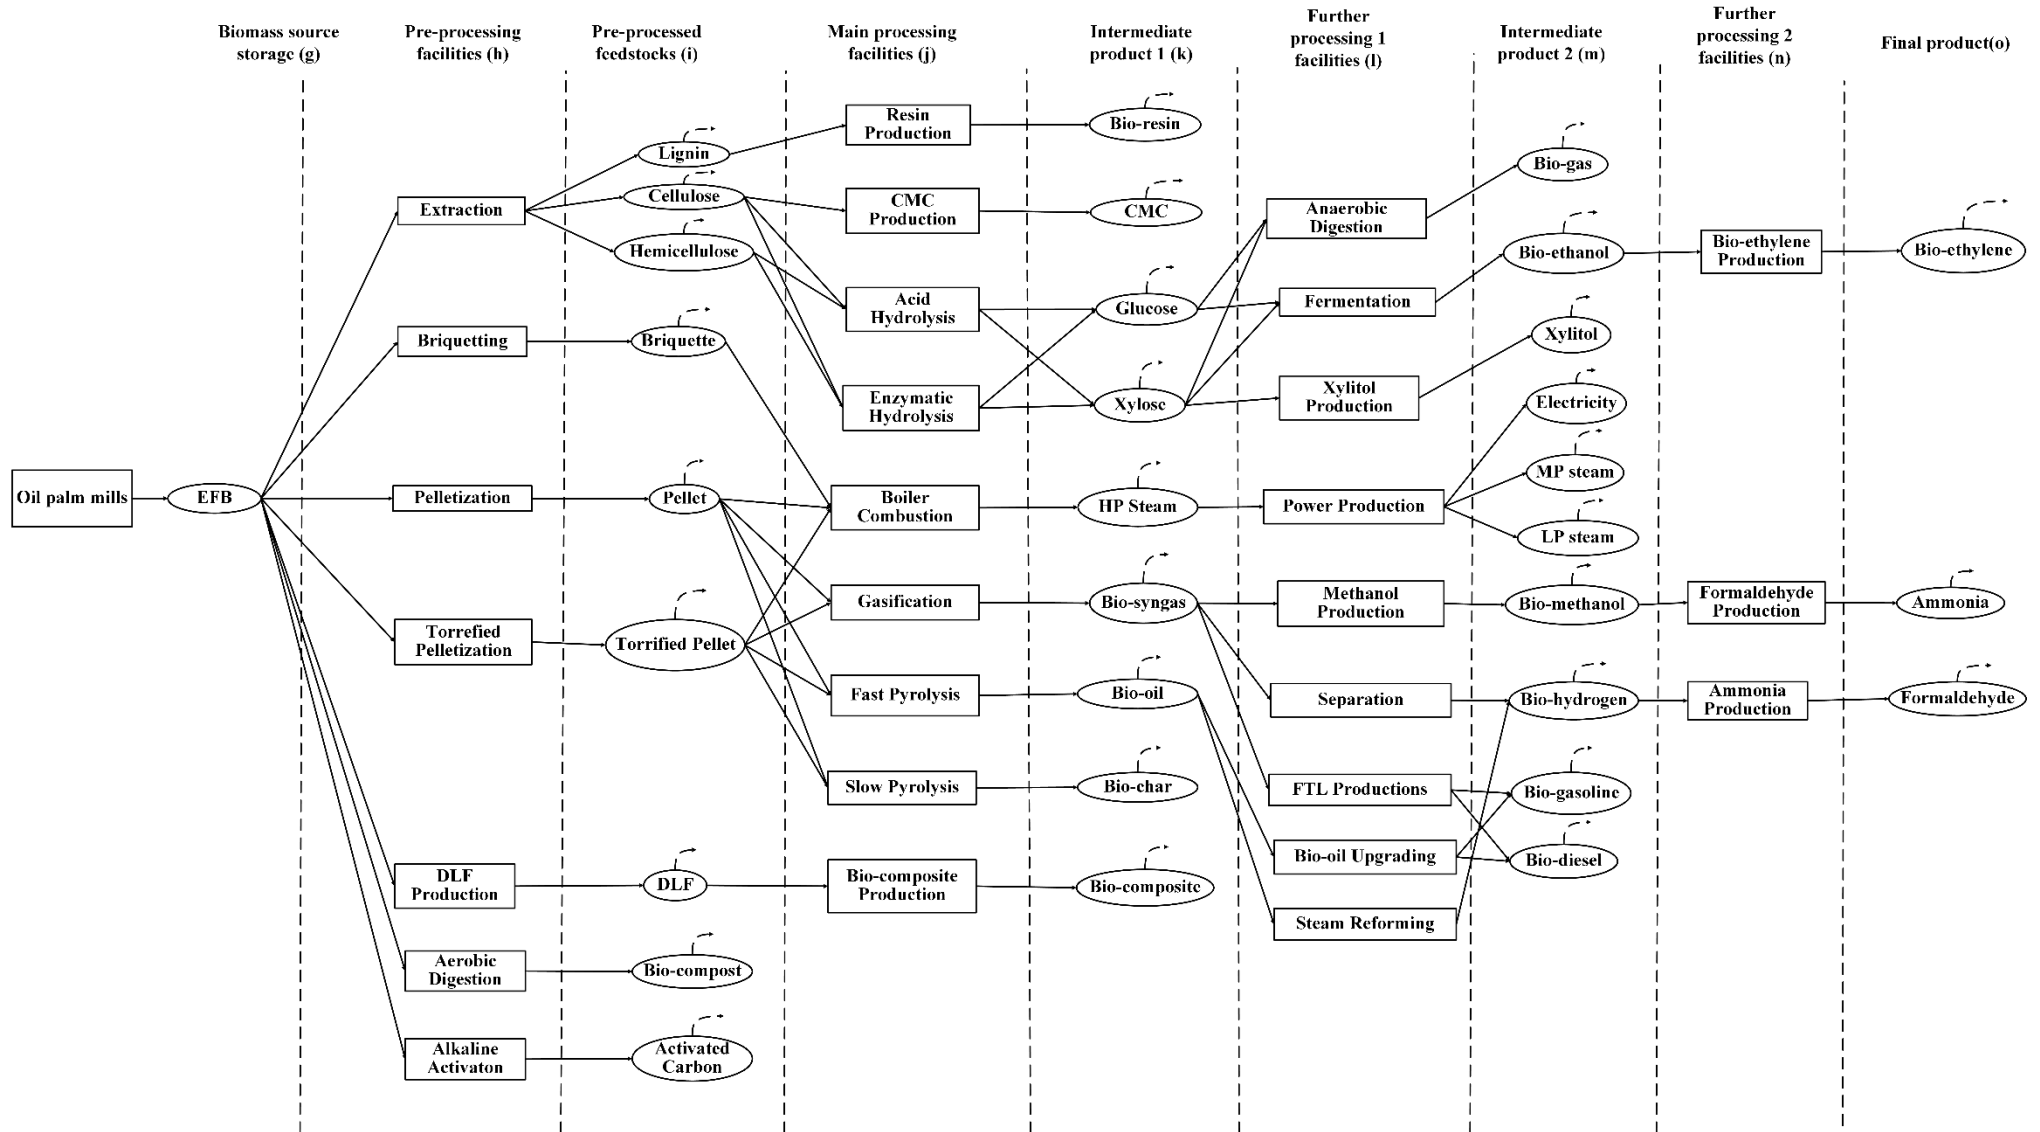 Biomass source
storage (g)
Pre-processing
facilities (h)
Pre-processed
feedstocks (i)
Main processing
facilities (j)
Intermediate
product 1 (k)
Further
processing 1
facilities (l)
Intermediate
product 2 (m)
Further
processing 2
facilities (n)
Final product(o)
Oil palm mills
EFB
Extraction
Briquetting
Pelletization
Torrefied
Pelletization
DLF
Production
Aerobic
Digestion
Alkaline
Activaton
Lignin
Cellulose
Hemicellulose
Briquette
Pellet
Torrified Pellet
DLF
Bio-compost
Activated
Carbon
Resin
Production
CMC
Production
Acid
Hydrolysis
Enzymatic
Hydrolysis
Boiler
Combustion
Gasification
Fast Pyrolysis
Slow Pyrolysis
Bio-composite
Production
Bio-resin
CMC
Glucose
Xylose
HP Steam
Bio-syngas
Bio-oil
Bio-char
Bio-composite
Anaerobic
Digestion
Fermentation
Xylitol
Production
Power Production
Methanol
Production
Separation
FTL Productions
Bio-oil Upgrading
Steam Reforming
Bio-gas
Bio-ethanol
Xylitol
Electricity
MP steam
LP steam
Bio-methanol
Bio-hydrogen
Bio-gasoline
Bio-diesel
Bio-ethylene
Production
Formaldehyde
Production
Ammonia
Production
Bio-ethylene
Ammonia
Formaldehyde